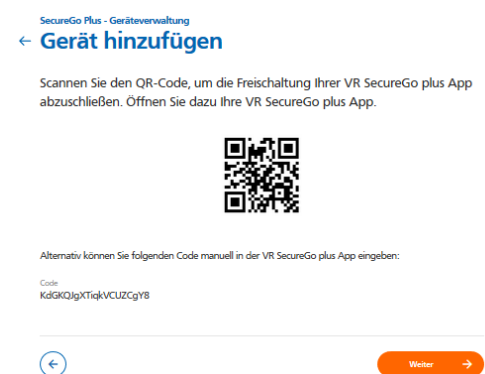 SecureGo Plus - Geräteverwaltung
Gerät hinzufügen
Scannen Sie den QR-Code, um die Freischaltung Ihrer VR SecureGo plus App
abzuschließen. Öffnen Sie dazu Ihre VR SecureGo plus App.
Alternativ können Sie folgenden Code manuell in der VR SecureGo plus App eingeben:
Code
KdGKQJgXTiqkVCUZCgY8
Weiter